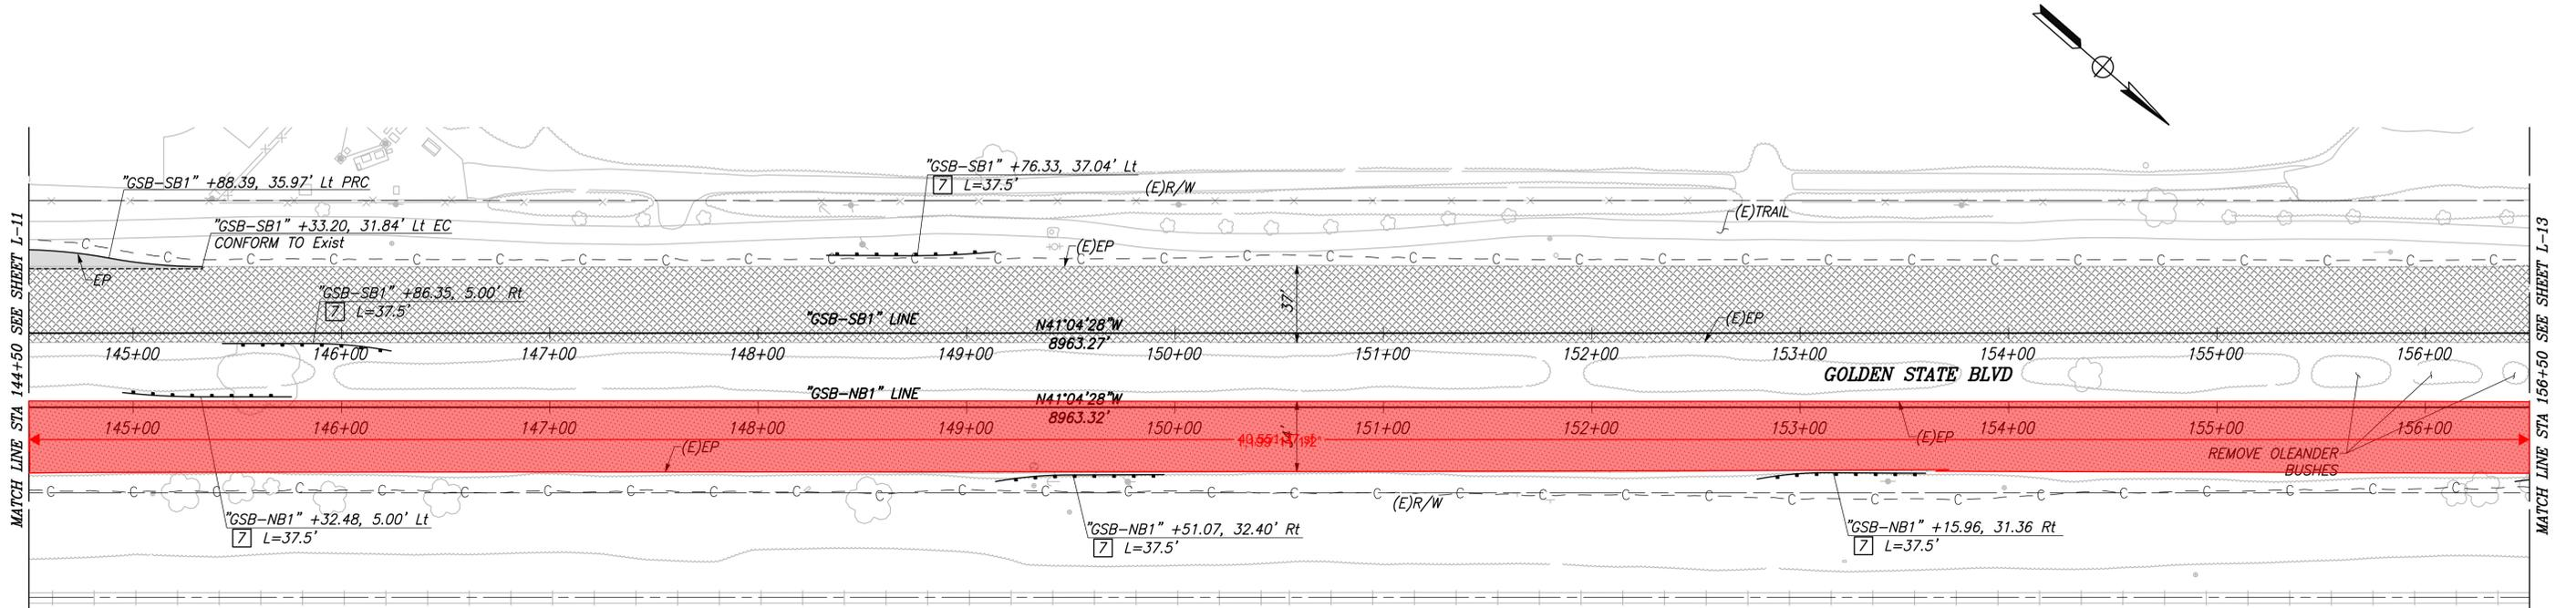 "GSB-SB1" +76.33, 37.04' Lt
7 L=37.5'
(E)R/W
"GSB-SB1" +88.39, 35.97' Lt PRC
"GSB-SB1" +33.20, 31.84' Lt EC
CONFORM TO Exist
(E)TRAIL
(E)EP
EP
"GSB-SB1" +86.35, 5.00' Rt
7 L=37.5'
37'
"GSB-SB1" LINE
N41°04'28"W
8963.27'
(E)EP
145+00 146+00 147+00 148+00 149+00 150+00 151+00 152+00 153+00 154+00 155+00 156+00
GOLDEN STATE BLVD
"GSB-NB1" LINE
N41°04'28"W
8963.32'
145+00 146+00 147+00 148+00 149+00 150+00 151+00 152+00 153+00 154+00 155+00 156+00
(E)EP
(E)EP
REMOVE OLEANDER
BUSHES
(E)R/W
"GSB-NB1" +32.48, 5.00' Lt
7 L=37.5'
"GSB-NB1" +51.07, 32.40' Rt
7 L=37.5'
"GSB-NB1" +15.96, 31.36 Rt
7 L=37.5'
MATCH LINE STA 144+50 SEE SHEET L-11
MATCH LINE STA 156+50 SEE SHEET L-13